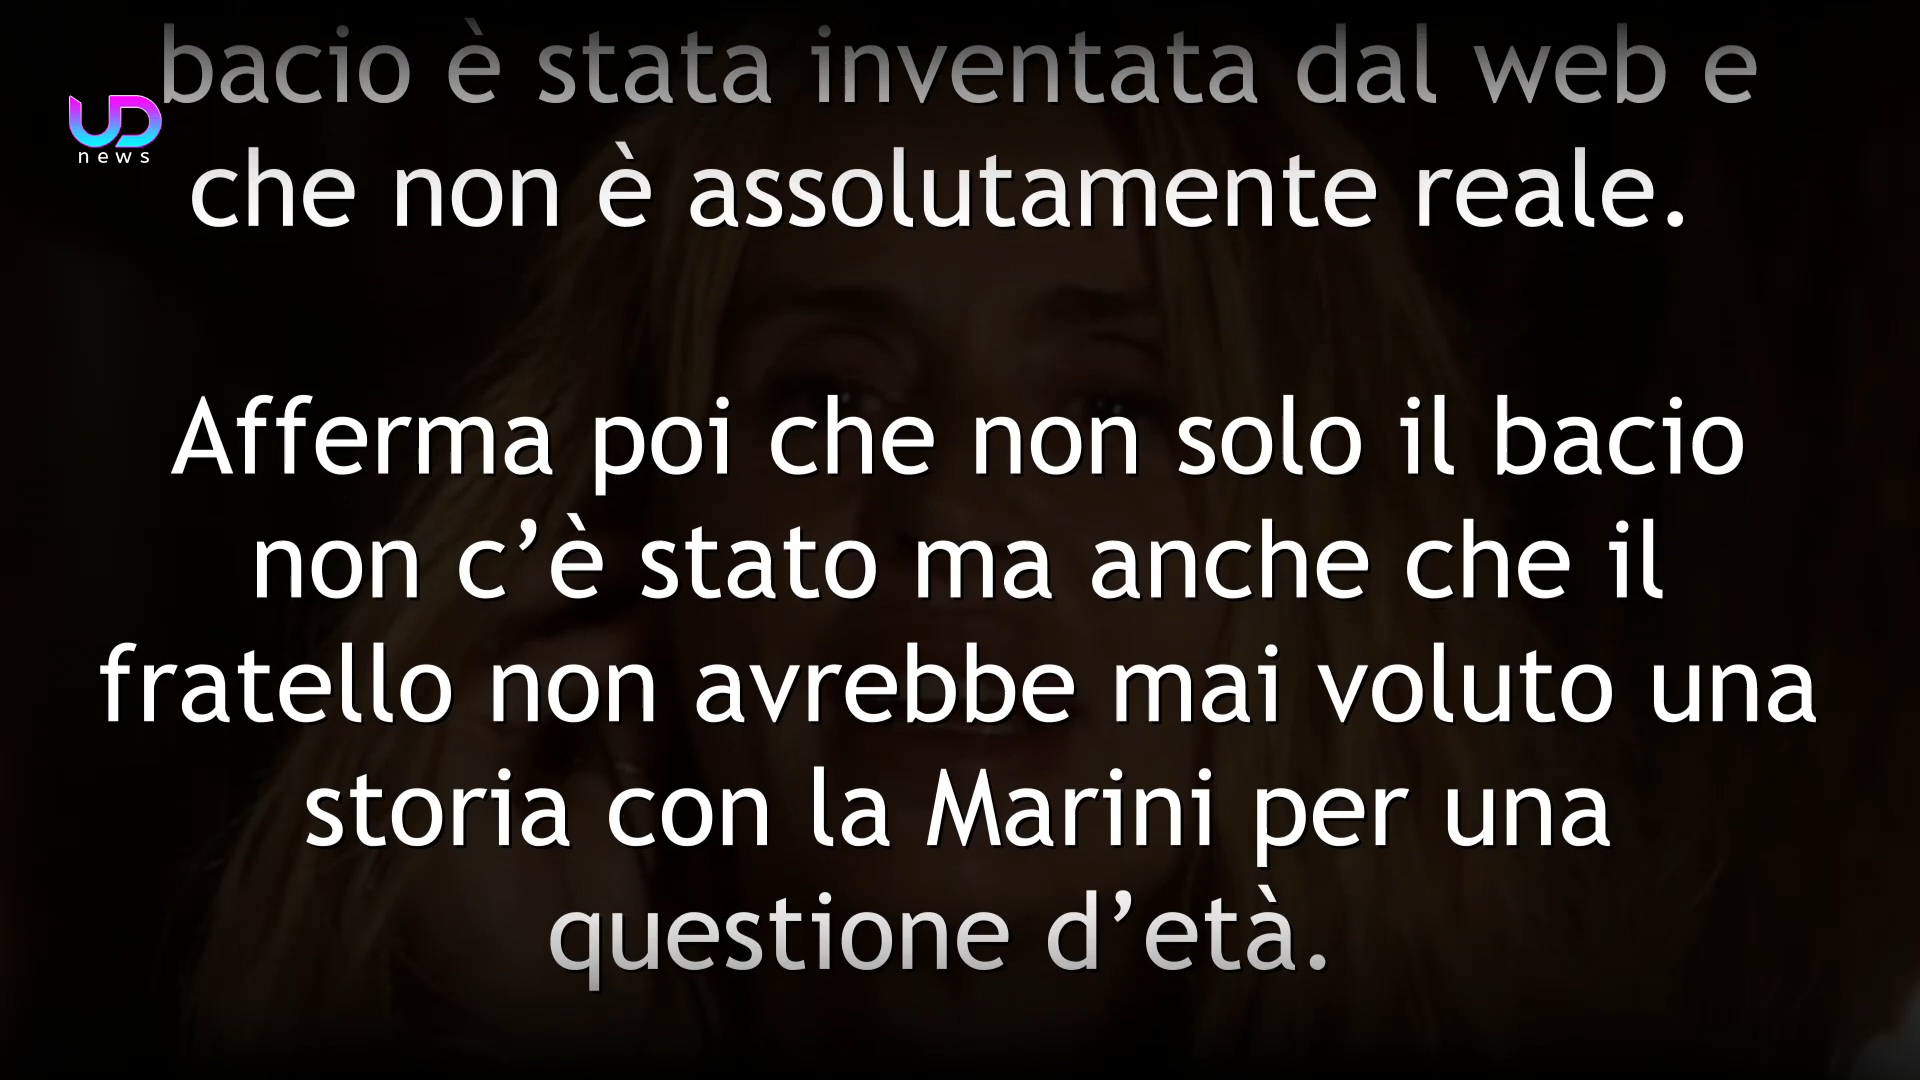 bacio è stata inventata dal web e
UD
news
che non è assolutamente reale.
Afferma poi che non solo il bacio
non c’è stato ma anche che il
fratello non avrebbe mai voluto una
storia con la Marini per una
questione d’età.